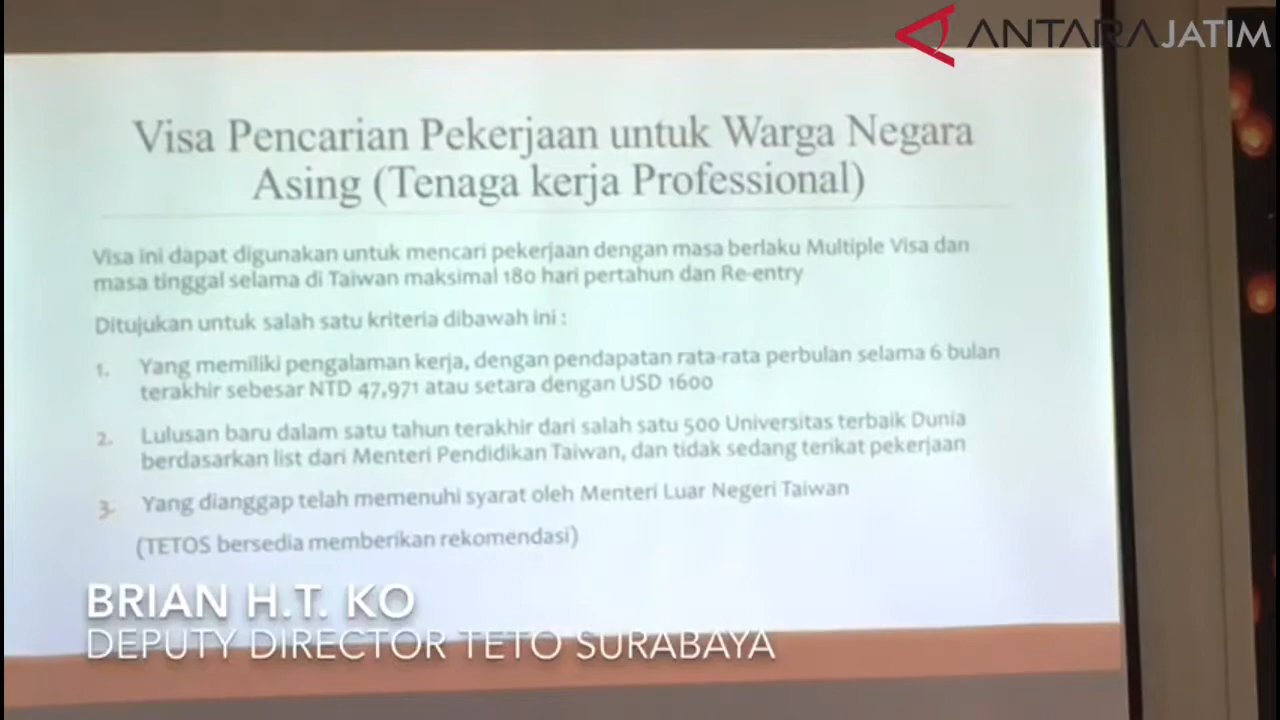 ANTARAJATIM
Visa Pencarian Pekerjaan untuk Warga Negara
Asing (Tenaga kerja Professional)
Visa ini dapat digunakan untuk mencari pekerjaan dengan masa berlaku Multiple Visa dan
masa tinggal selama di Taiwan maksimal 180 hari pertahun dan Re-entry
Ditujukan untuk salah satu kriteria dibawah ini :
1. Yang memiliki pengalaman kerja, dengan pendapatan rata-rata perbulan selama 6 bulan
terakhir sebesar NTD 47,971 atau setara dengan USD 1600
2. Lulusan baru dalam satu tahun terakhir dari salah satu 500 Universitas terbaik Dunia
berdasarkan list dari Menteri Pendidikan Taiwan, dan tidak sedang terikat pekerjaan
3. Yang dianggap telah memenuhi syarat oleh Menteri Luar Negeri Taiwan
(TETOS bersedia memberikan rekomendasi)
BRIAN H.T. KO
DEPUTY DIRECTOR TETO SURABAYA